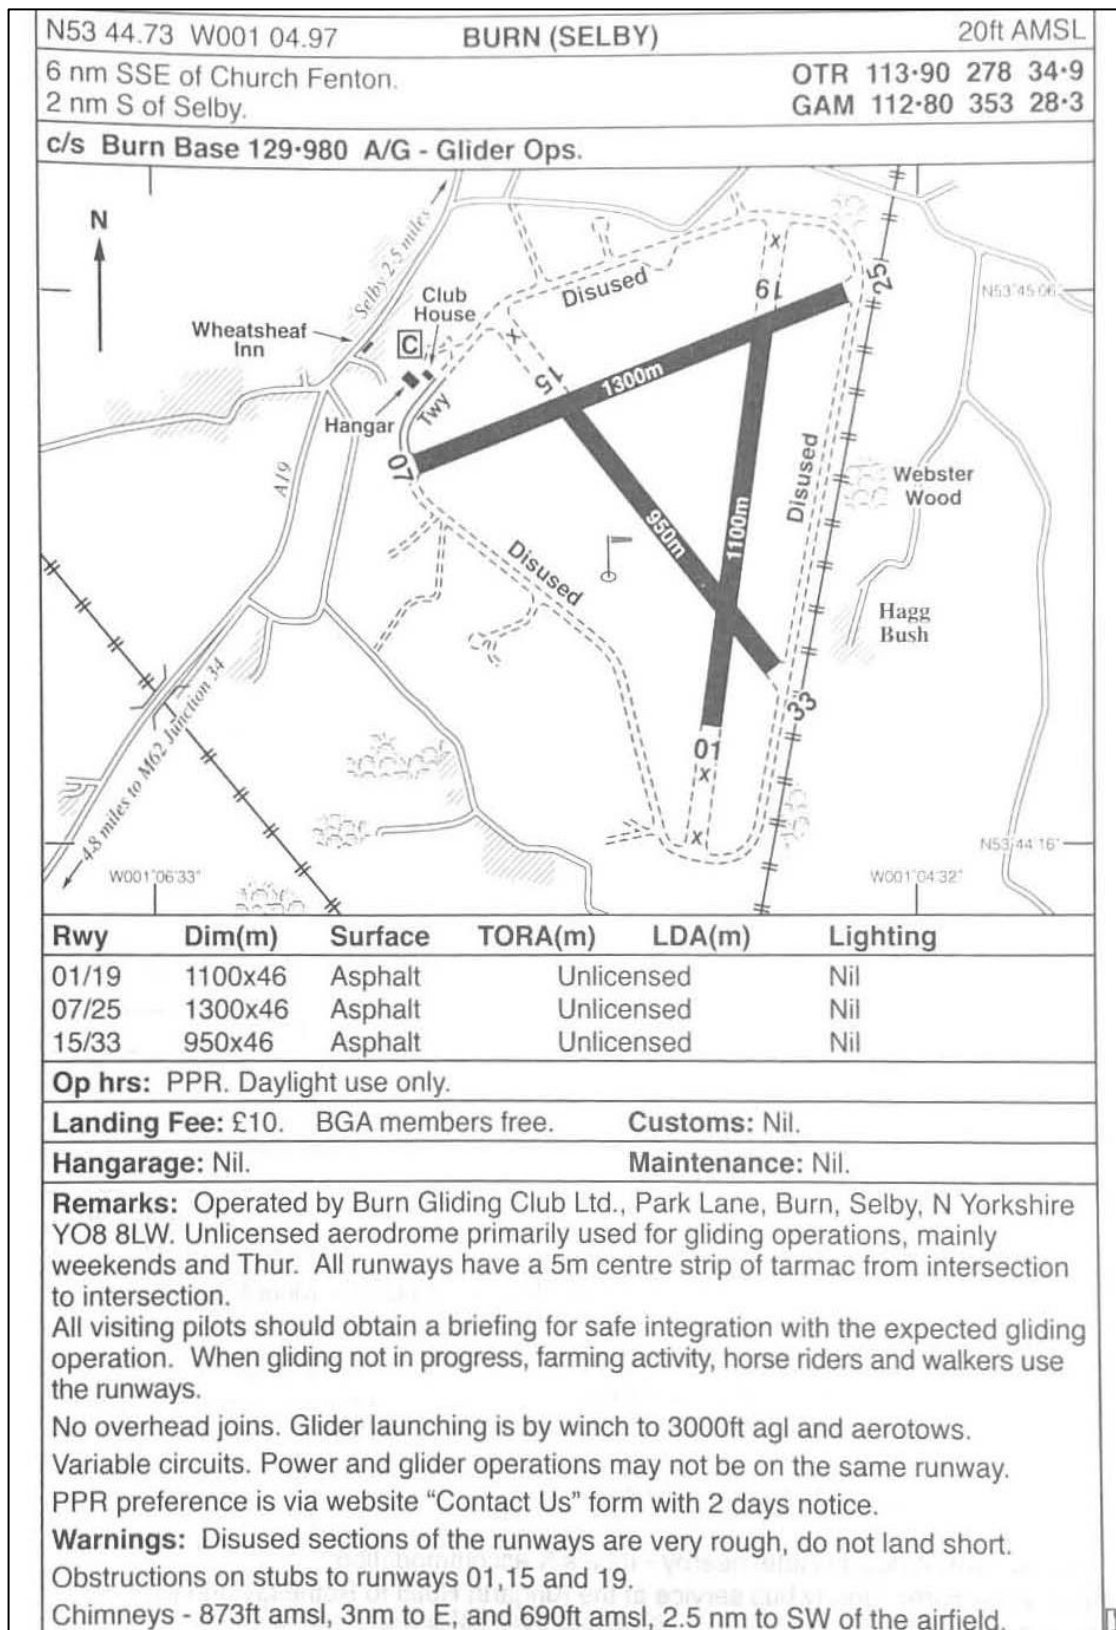 N53 44.73 W001 04.97 BURN (SELBY) 20ft AMSL
6 nm SSE of Church Fenton. OTR 113·90 278 34·9
2 nm S of Selby. GAM 112·80 353 28·3
c/s Burn Base 129·980 A/G - Glider Ops.
N
Selby 2·5 miles
Disused
19
25
N53°45'06"
Club
House
Wheatsheaf
Inn
C
15
1300m
Hangar
Twy
07
A19
Disused
Webster
Wood
950m
1100m
Disused
Hagg
Bush
33
01
4·8 miles to M62 Junction 34
N53°44'16"
W001°06'33"
W001°04'32"
x
x
x
x
Rwy Dim(m) Surface TORA(m) LDA(m) Lighting
01/19 1100x46 Asphalt Unlicensed Nil
07/25 1300x46 Asphalt Unlicensed Nil
15/33 950x46 Asphalt Unlicensed Nil
Op hrs: PPR. Daylight use only.
Landing Fee: £10. BGA members free. Customs: Nil.
Hangarage: Nil. Maintenance: Nil.
Remarks: Operated by Burn Gliding Club Ltd., Park Lane, Burn, Selby, N Yorkshire
YO8 8LW. Unlicensed aerodrome primarily used for gliding operations, mainly
weekends and Thur. All runways have a 5m centre strip of tarmac from intersection
to intersection.
All visiting pilots should obtain a briefing for safe integration with the expected gliding
operation. When gliding not in progress, farming activity, horse riders and walkers use
the runways.
No overhead joins. Glider launching is by winch to 3000ft agl and aerotows.
Variable circuits. Power and glider operations may not be on the same runway.
PPR preference is via website “Contact Us” form with 2 days notice.
Warnings: Disused sections of the runways are very rough, do not land short.
Obstructions on stubs to runways 01,15 and 19.
Chimneys - 873ft amsl, 3nm to E, and 690ft amsl, 2.5 nm to SW of the airfield.